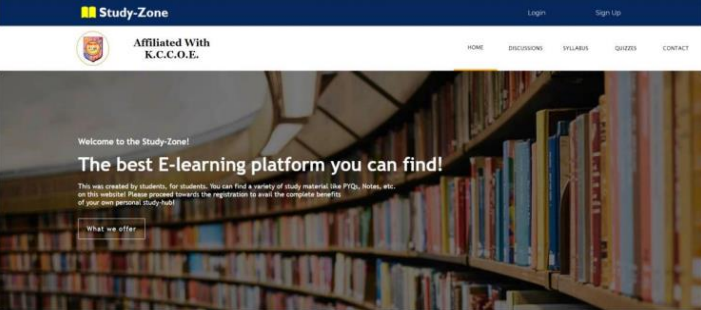 Study-Zone
Login
Sign Up
Affiliated With
K.C.C.O.E.
HOME
DISCUSSIONS
SYLLABUS
QUIZZES
CONTACT
Welcome to the Study-Zone!
The best E-learning platform you can find!
This was created by students, for students. You can find a variety of study material like PYQs, Notes, etc.
on this website! Please proceed towards the registration to avail the complete benefits
of your own personal study-hub!
What we offer